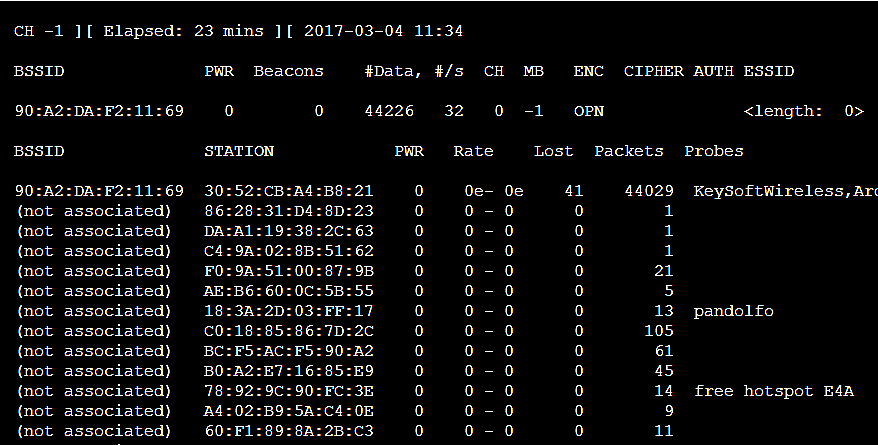 CH -1 ][ Elapsed: 23 mins ][ 2017-03-04 11:34
BSSID PWR Beacons #Data, #/s CH MB ENC CIPHER AUTH ESSID
90:A2:DA:F2:11:69 0 0 44226 32 0 -1 OPN <length: 0>
BSSID STATION PWR Rate Lost Packets Probes
90:A2:DA:F2:11:69 30:52:CB:A4:B8:21 0 0e- 0e 41 44029 KeySoftWireless,Ard
(not associated) 86:28:31:D4:8D:23 0 0 - 0 0 1
(not associated) DA:A1:19:38:2C:63 0 0 - 0 0 1
(not associated) C4:9A:02:8B:51:62 0 0 - 0 0 1
(not associated) F0:9A:51:00:87:9B 0 0 - 0 0 21
(not associated) AE:B6:60:0C:5B:55 0 0 - 0 0 5
(not associated) 18:3A:2D:03:FF:17 0 0 - 0 0 13 pandolfo
(not associated) C0:18:85:86:7D:2C 0 0 - 0 0 105
(not associated) BC:F5:AC:F5:90:A2 0 0 - 0 0 61
(not associated) B0:A2:E7:16:85:E9 0 0 - 0 0 45
(not associated) 78:92:9C:90:FC:3E 0 0 - 0 0 14 free hotspot E4A
(not associated) A4:02:B9:5A:C4:0E 0 0 - 0 0 9
(not associated) 60:F1:89:8A:2B:C3 0 0 - 0 0 11